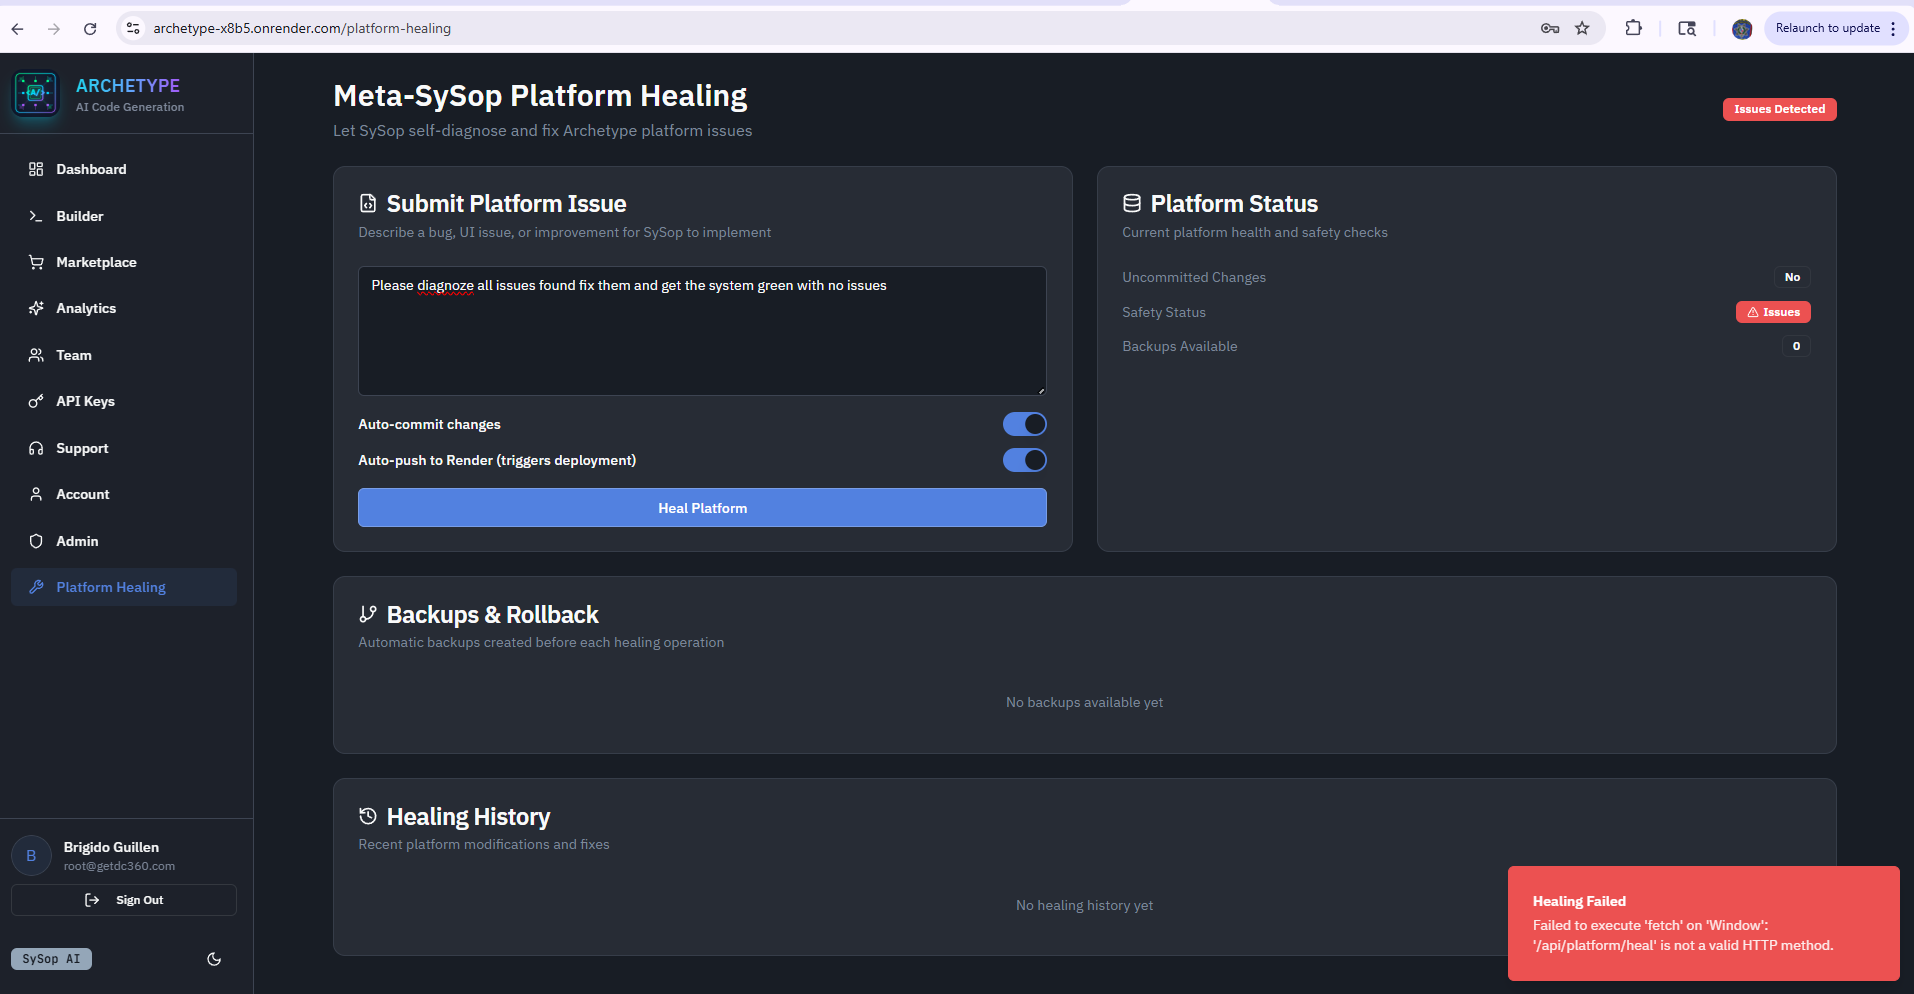 archetype-x8b5.onrender.com/platform-healing
Relaunch to update
ARCHETYPE
AI Code Generation
Dashboard
Builder
Marketplace
Analytics
Team
API Keys
Support
Account
Admin
Platform Healing
Brigido Guillen
B
root@getdc360.com
Sign Out
SySop AI
Meta-SySop Platform Healing
Let SySop self-diagnose and fix Archetype platform issues
Issues Detected
Submit Platform Issue
Describe a bug, UI issue, or improvement for SySop to implement
Please diagnoze all issues found fix them and get the system green with no issues
Auto-commit changes
Auto-push to Render (triggers deployment)
Heal Platform
Platform Status
Current platform health and safety checks
Uncommitted Changes No
Safety Status Issues
Backups Available 0
Backups & Rollback
Automatic backups created before each healing operation
No backups available yet
Healing History
Recent platform modifications and fixes
No healing history yet
Healing Failed
Failed to execute 'fetch' on 'Window':
'/api/platform/heal' is not a valid HTTP method.